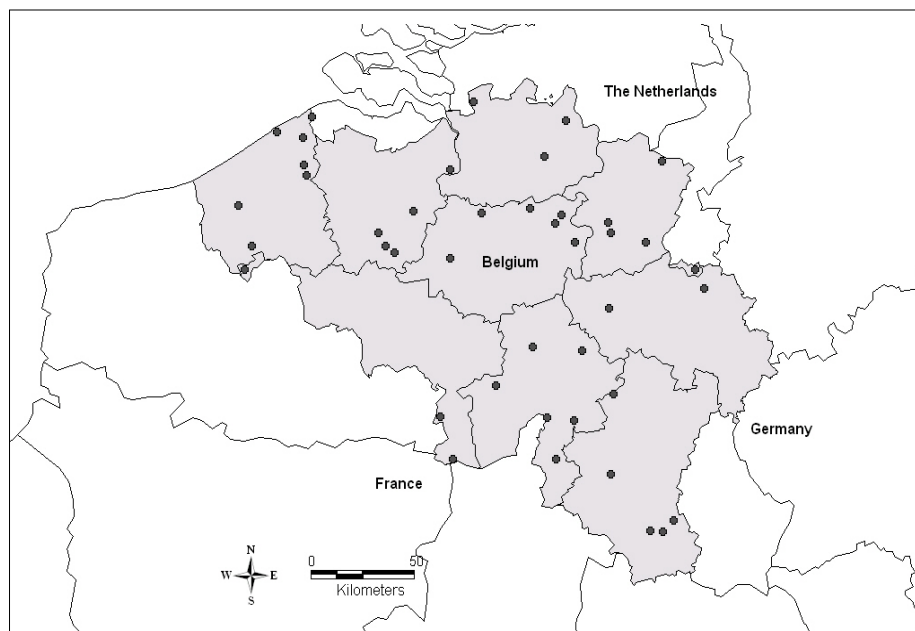 The Netherlands
Belgium
Germany
France
N
W E
S
0 50
Kilometers